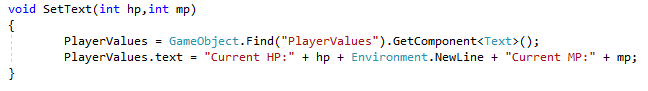 void SetText(int hp,int mp)
{
PlayerValues = GameObject.Find("PlayerValues").GetComponent<Text>();
PlayerValues.text = "Current HP:" + hp + Environment.NewLine + "Current MP:" + mp;
}